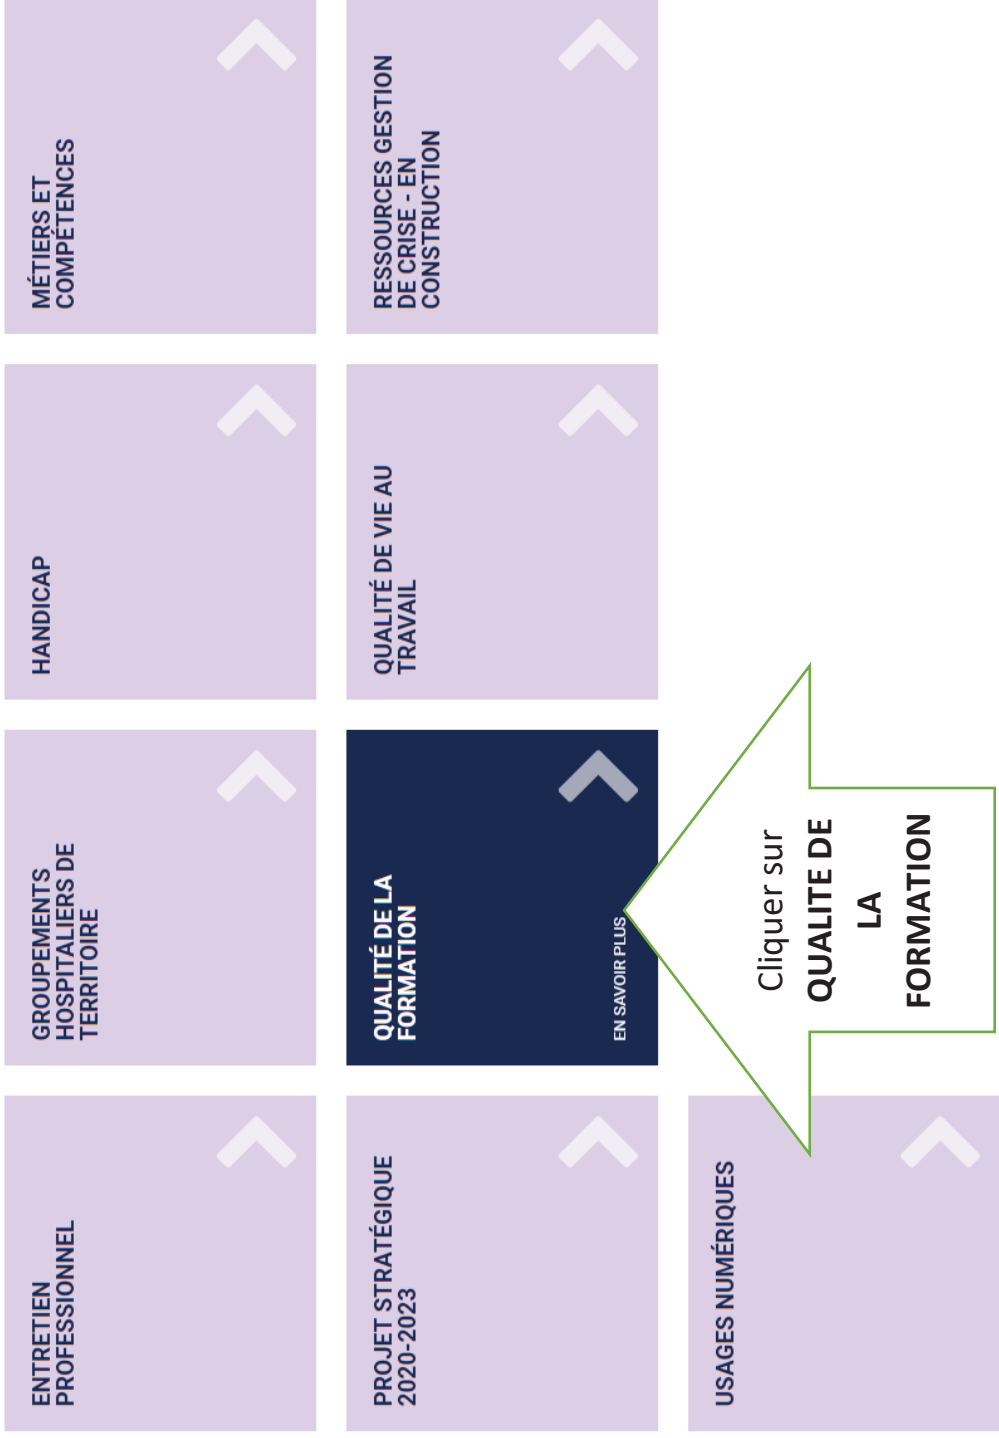 ENTRETIEN
PROFESSIONNEL
GROUPEMENTS
HOSPITALIERS DE
TERRITOIRE
HANDICAP
MÉTIERS ET
COMPÉTENCES
PROJET STRATÉGIQUE
2020-2023
QUALITÉ DE LA
FORMATION
EN SAVOIR PLUS
QUALITÉ DE VIE AU
TRAVAIL
RESSOURCES GESTION
DE CRISE - EN
CONSTRUCTION
USAGES NUMÉRIQUES
Cliquer sur
QUALITE DE
LA
FORMATION